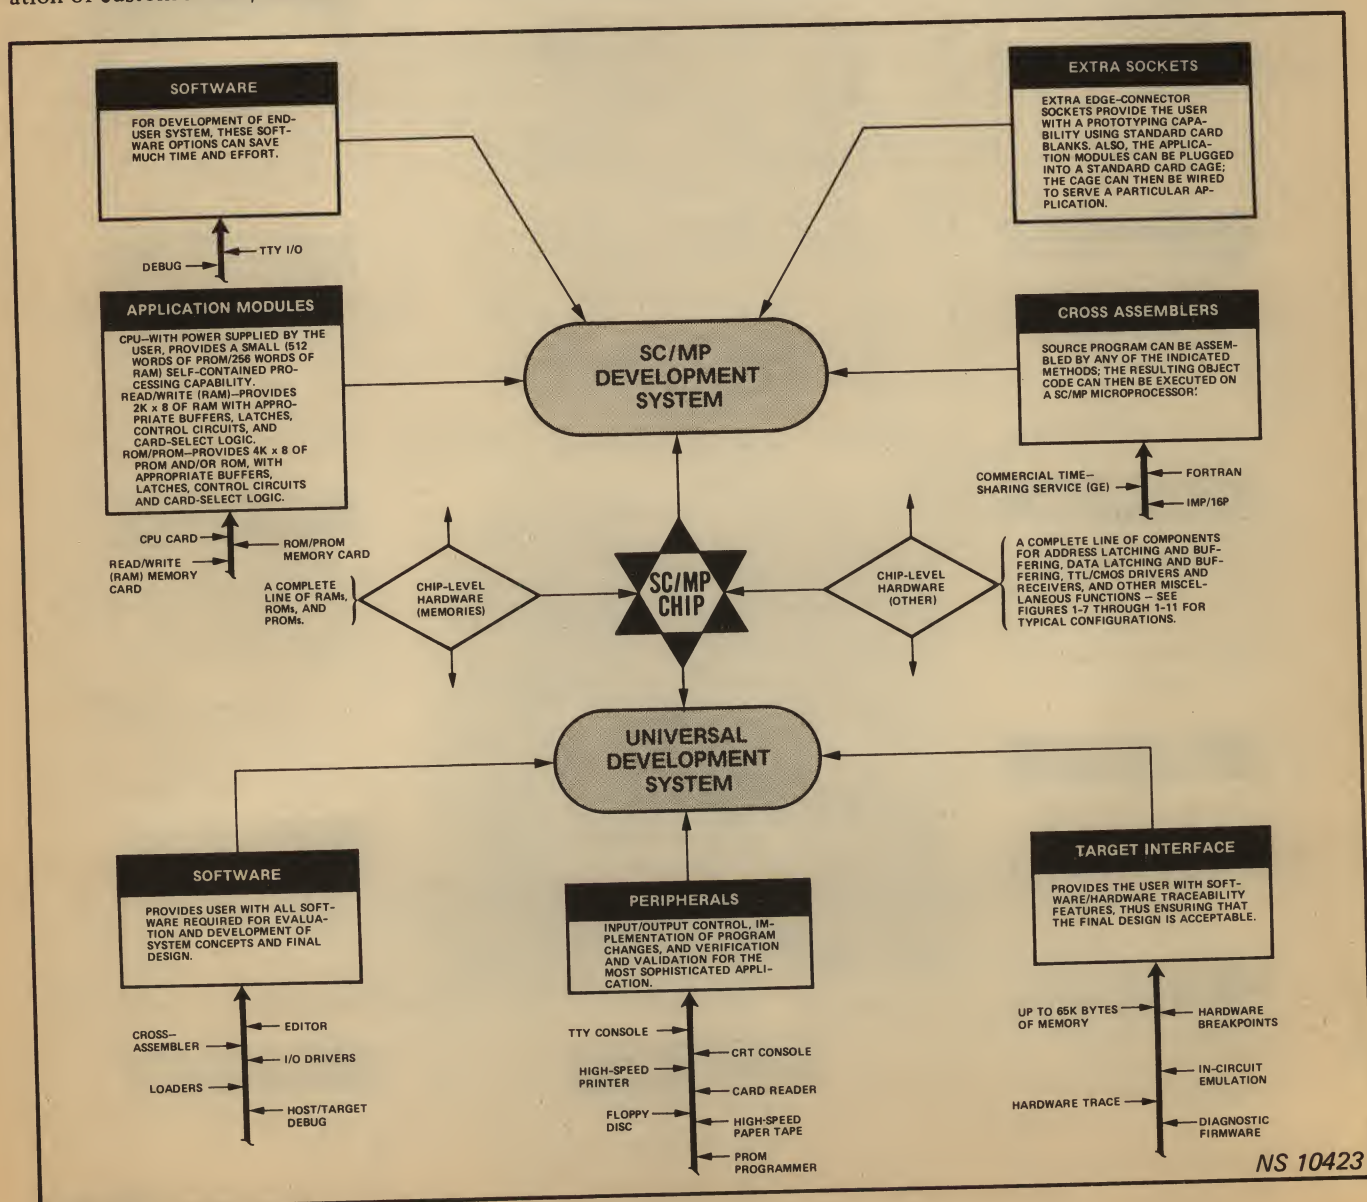 SOFTWARE
FOR DEVELOPMENT OF END-
USER SYSTEM, THESE SOFT-
WARE OPTIONS CAN SAVE
MUCH TIME AND EFFORT.
TTY I/O
DEBUG
EXTRA SOCKETS
EXTRA EDGE-CONNECTOR
SOCKETS PROVIDE THE USER
WITH A PROTOTYPING CAPA-
BILITY USING STANDARD CARD
BLANKS. ALSO, THE APPLICA-
TION MODULES CAN BE PLUGGED
INTO A STANDARD CARD CAGE;
THE CAGE CAN THEN BE WIRED
TO SERVE A PARTICULAR AP-
PLICATION.
APPLICATION MODULES
CPU—WITH POWER SUPPLIED BY THE
USER, PROVIDES A SMALL (512
WORDS OF PROM/256 WORDS OF
RAM) SELF-CONTAINED PRO-
CESSING CAPABILITY.
READ/WRITE (RAM)—PROVIDES
2K x 8 OF RAM WITH APPRO-
PRIATE BUFFERS, LATCHES,
CONTROL CIRCUITS, AND
CARD-SELECT LOGIC.
ROM/PROM—PROVIDES 4K x 8 OF
PROM AND/OR ROM, WITH
APPROPRIATE BUFFERS,
LATCHES, CONTROL CIRCUITS
AND CARD-SELECT LOGIC.
CPU CARD
ROM/PROM
MEMORY CARD
READ/WRITE
(RAM) MEMORY
CARD
SC/MP
DEVELOPMENT
SYSTEM
CROSS ASSEMBLERS
SOURCE PROGRAM CAN BE ASSEM-
BLED BY ANY OF THE INDICATED
METHODS; THE RESULTING OBJECT
CODE CAN THEN BE EXECUTED ON
A SC/MP MICROPROCESSOR.
COMMERCIAL TIME—
SHARING SERVICE (GE)
FORTRAN
IMP/16P
A COMPLETE
LINE OF RAMs,
ROMs, AND
PROMs.
CHIP-LEVEL
HARDWARE
(MEMORIES)
SC/MP
CHIP
CHIP-LEVEL
HARDWARE
(OTHER)
A COMPLETE LINE OF COMPONENTS
FOR ADDRESS LATCHING AND BUF-
FERING, DATA LATCHING AND BUF-
FERING, TTL/CMOS DRIVERS AND
RECEIVERS, AND OTHER MISCEL-
LANEOUS FUNCTIONS — SEE
FIGURES 1-7 THROUGH 1-11 FOR
TYPICAL CONFIGURATIONS.
UNIVERSAL
DEVELOPMENT
SYSTEM
SOFTWARE
PROVIDES USER WITH ALL SOFT-
WARE REQUIRED FOR EVALUA-
TION AND DEVELOPMENT OF
SYSTEM CONCEPTS AND FINAL
DESIGN.
EDITOR
CROSS—
ASSEMBLER
I/O DRIVERS
LOADERS
HOST/TARGET
DEBUG
PERIPHERALS
INPUT/OUTPUT CONTROL, IM-
PLEMENTATION OF PROGRAM
CHANGES, AND VERIFICATION
AND VALIDATION FOR THE
MOST SOPHISTICATED APPLI-
CATION.
TTY CONSOLE
CRT CONSOLE
HIGH-SPEED
PRINTER
CARD READER
FLOPPY
DISC
HIGH-SPEED
PAPER TAPE
PROM
PROGRAMMER
TARGET INTERFACE
PROVIDES THE USER WITH SOFT-
WARE/HARDWARE TRACEABILITY
FEATURES, THUS ENSURING THAT
THE FINAL DESIGN IS ACCEPTABLE.
UP TO 65K BYTES
OF MEMORY
HARDWARE
BREAKPOINTS
IN-CIRCUIT
EMULATION
HARDWARE TRACE
DIAGNOSTIC
FIRMWARE
NS 10423